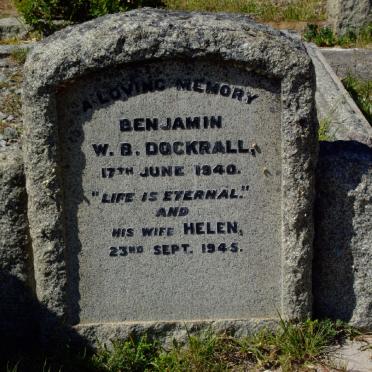 A LOVING MEMORY
BENJAMIN
W. B. DOCKRALL,
17TH JUNE 1940.
"LIFE IS ETERNAL."
AND
HIS WIFE HELEN,
23RD SEPT. 1945.